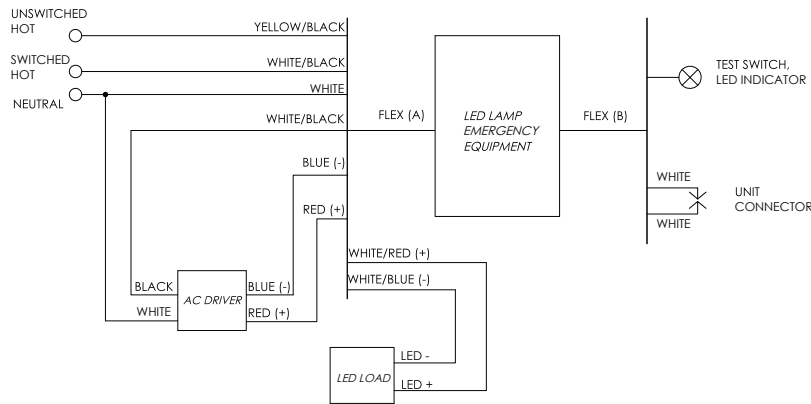 UNSWITCHED
HOT
YELLOW/BLACK
SWITCHED
HOT
WHITE/BLACK
NEUTRAL
WHITE
WHITE/BLACK
BLUE (-)
RED (+)
FLEX (A)
LED LAMP
EMERGENCY
EQUIPMENT
FLEX (B)
TEST SWITCH,
LED INDICATOR
WHITE
UNIT
CONNECTOR
WHITE
WHITE/RED (+)
WHITE/BLUE (-)
BLACK
AC DRIVER
BLUE (-)
WHITE
RED (+)
LED -
LED LOAD
LED +